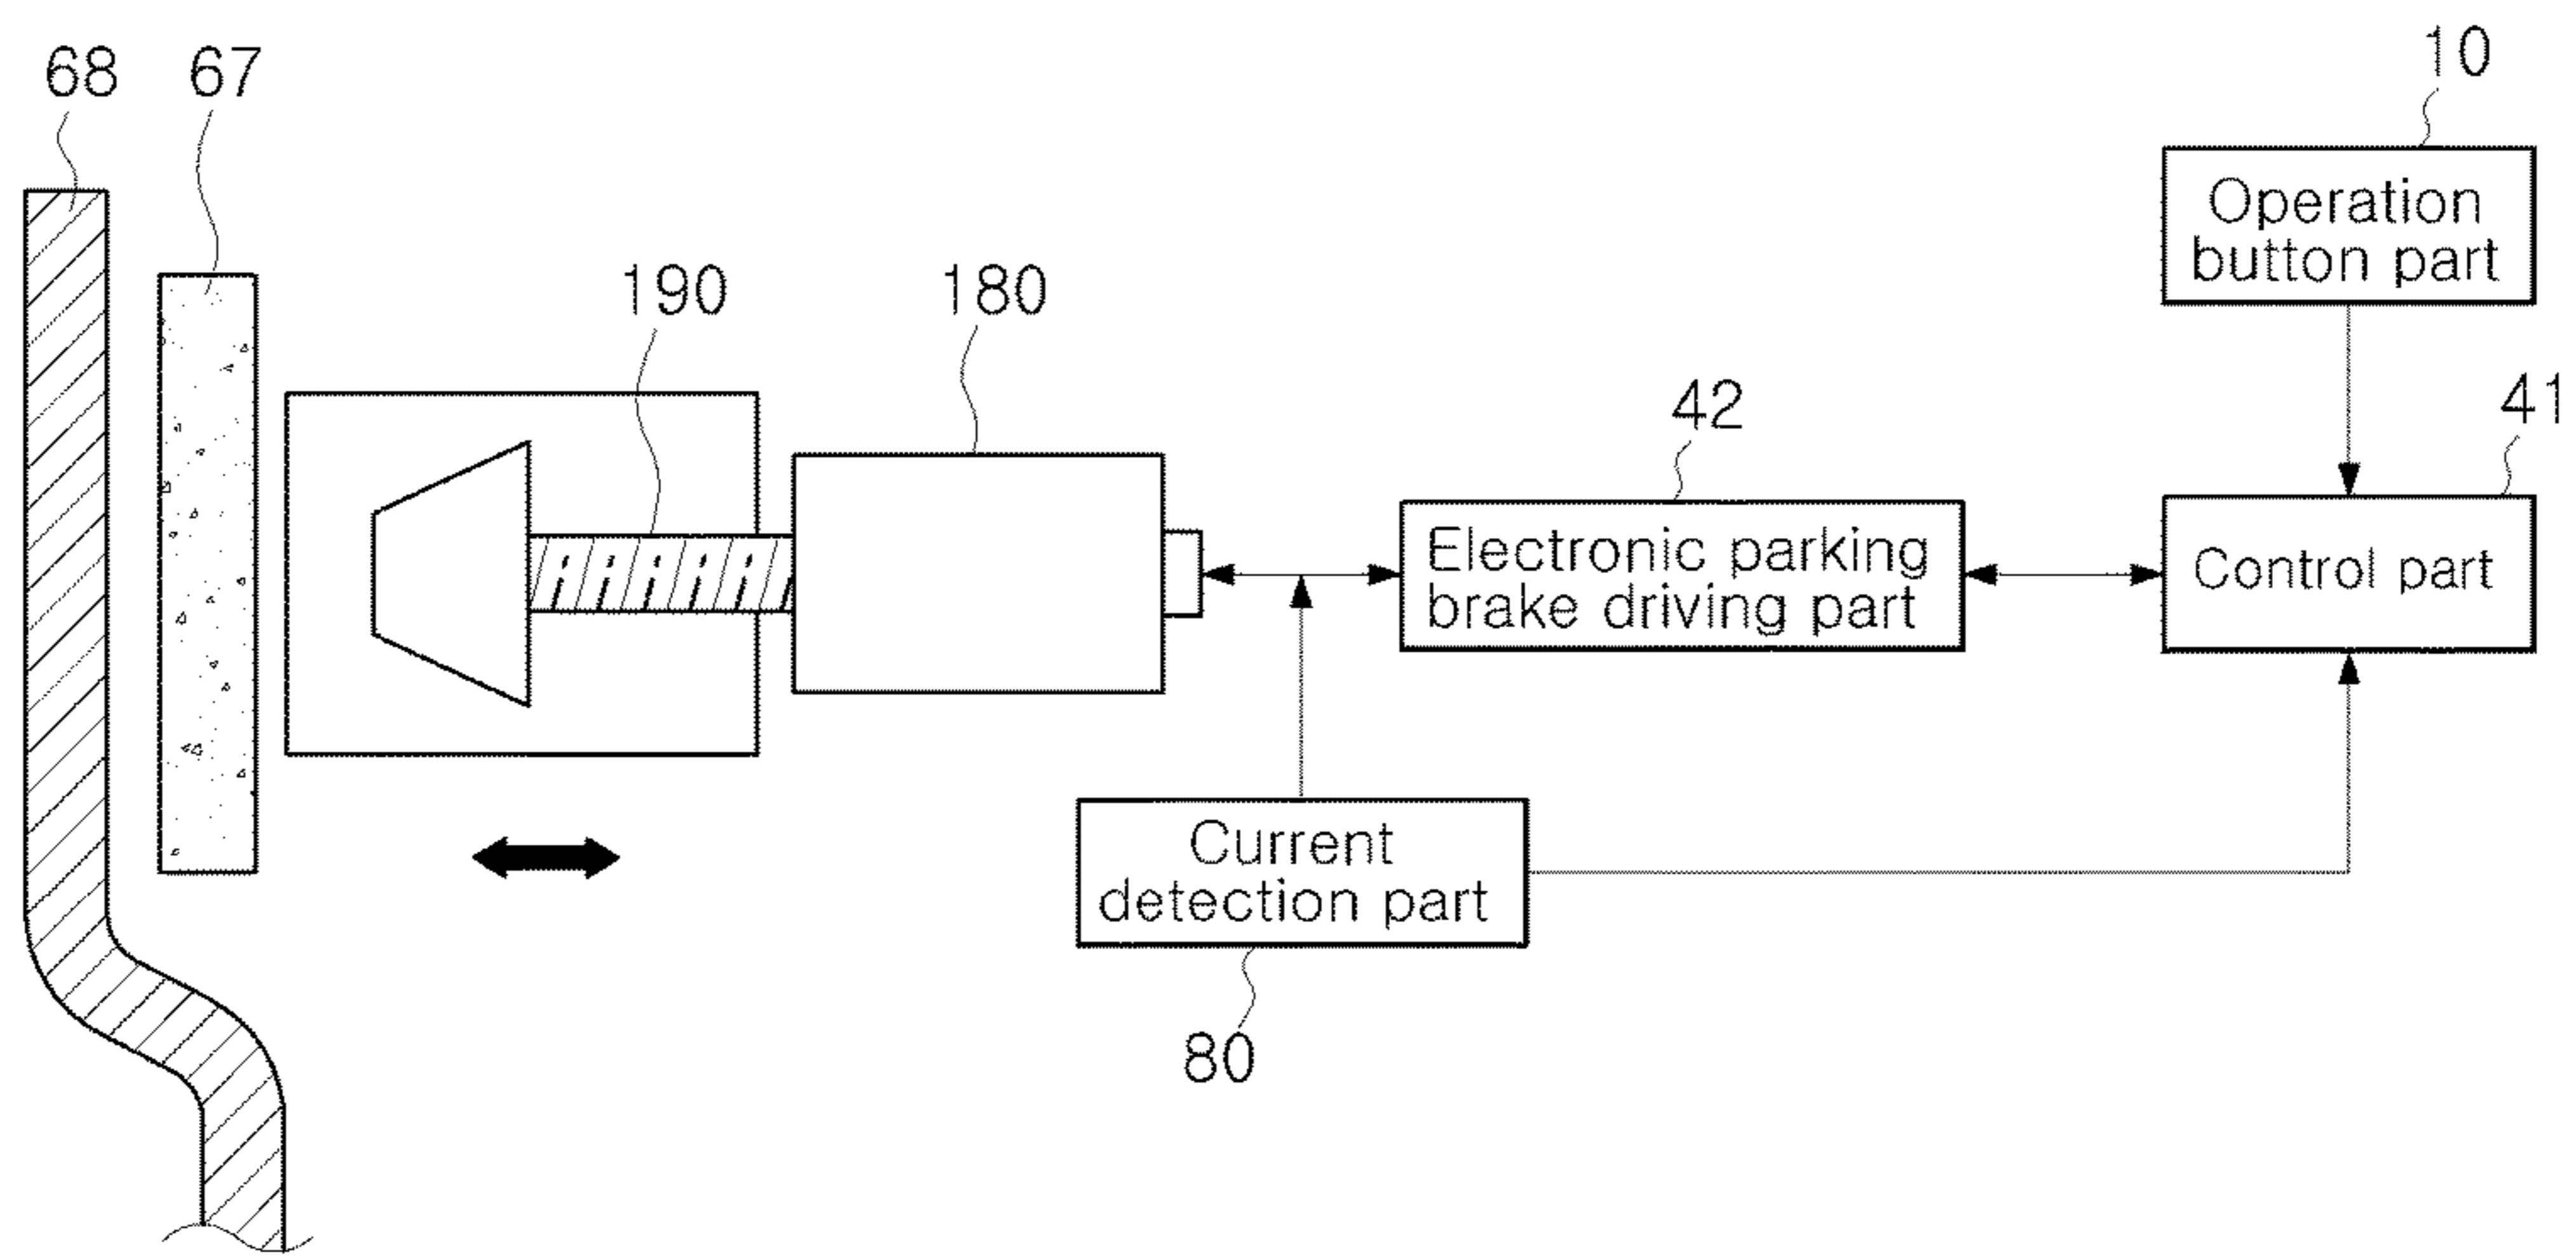 68
67
10
Operation
button part
190
180
42
41
Electronic parking
brake driving part
Control part
Current
detection part
80